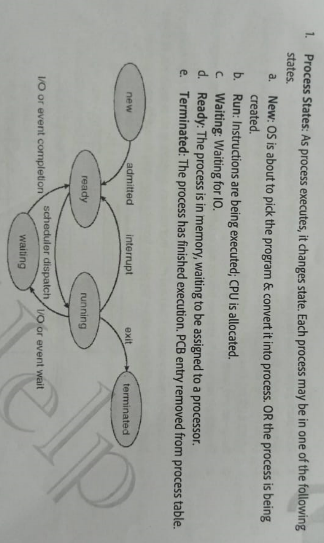 1. Process States: As process executes, it changes state. Each process may be in one of the following
states.
a. New: OS is about to pick the program & convert it into process. OR the process is being
created.
b. Run: Instructions are being executed; CPU is allocated.
c. Waiting: Waiting for IO.
d. Ready: The process is in memory, waiting to be assigned to a processor.
e. Terminated: The process has finished execution. PCB entry removed from process table.
new
admitted
interrupt
exit
terminated
ready
running
I/O or event completion
scheduler dispatch
I/O or event wait
waiting
Help